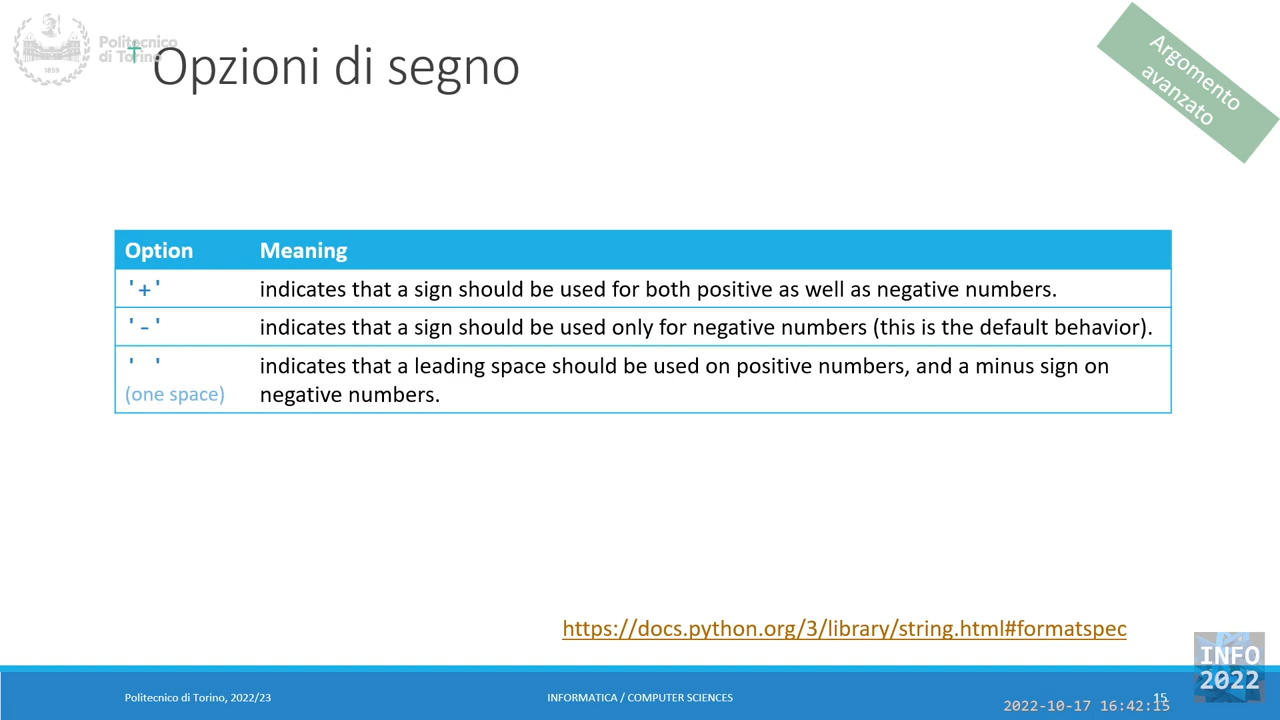 Politecnico
di Torino
1859
† Opzioni di segno
Argomento
avanzato
Option Meaning
'+' indicates that a sign should be used for both positive as well as negative numbers.
'-' indicates that a sign should be used only for negative numbers (this is the default behavior).
' ' indicates that a leading space should be used on positive numbers, and a minus sign on
(one space) negative numbers.
https://docs.python.org/3/library/string.html#formatspec
INFO
2022
Politecnico di Torino, 2022/23 INFORMATICA / COMPUTER SCIENCES 15
2022-10-17 16:42:15